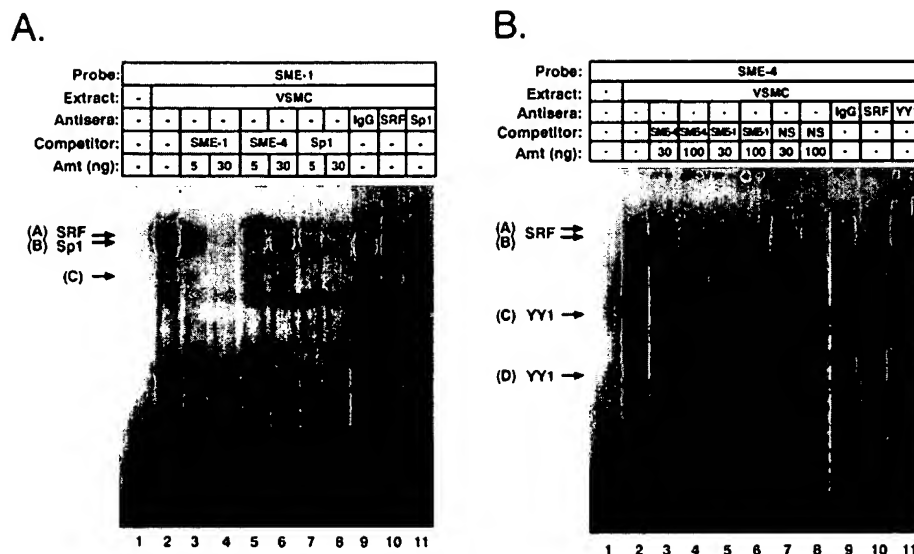 A.
Probe: SME-1
Extract: - VSMC
Antisera: - - - - - - - - IgG SRF Sp1
Competitor: - - SME-1 SME-4 Sp1 - - -
Amt (ng): - - 5 30 5 30 5 30 - - -
(A) SRF
(B) Sp1
(C)
1 2 3 4 5 6 7 8 9 10 11
B.
Probe: SME-4
Extract: - VSMC
Antisera: - - - - - - - - IgG SRF YY1
Competitor: - - SME-4 SME-4 SME-1 SME-1 NS NS - - -
Amt (ng): - - 30 100 30 100 30 100 - - -
(A) SRF
(B)
(C) YY1
(D) YY1
1 2 3 4 5 6 7 8 9 10 11